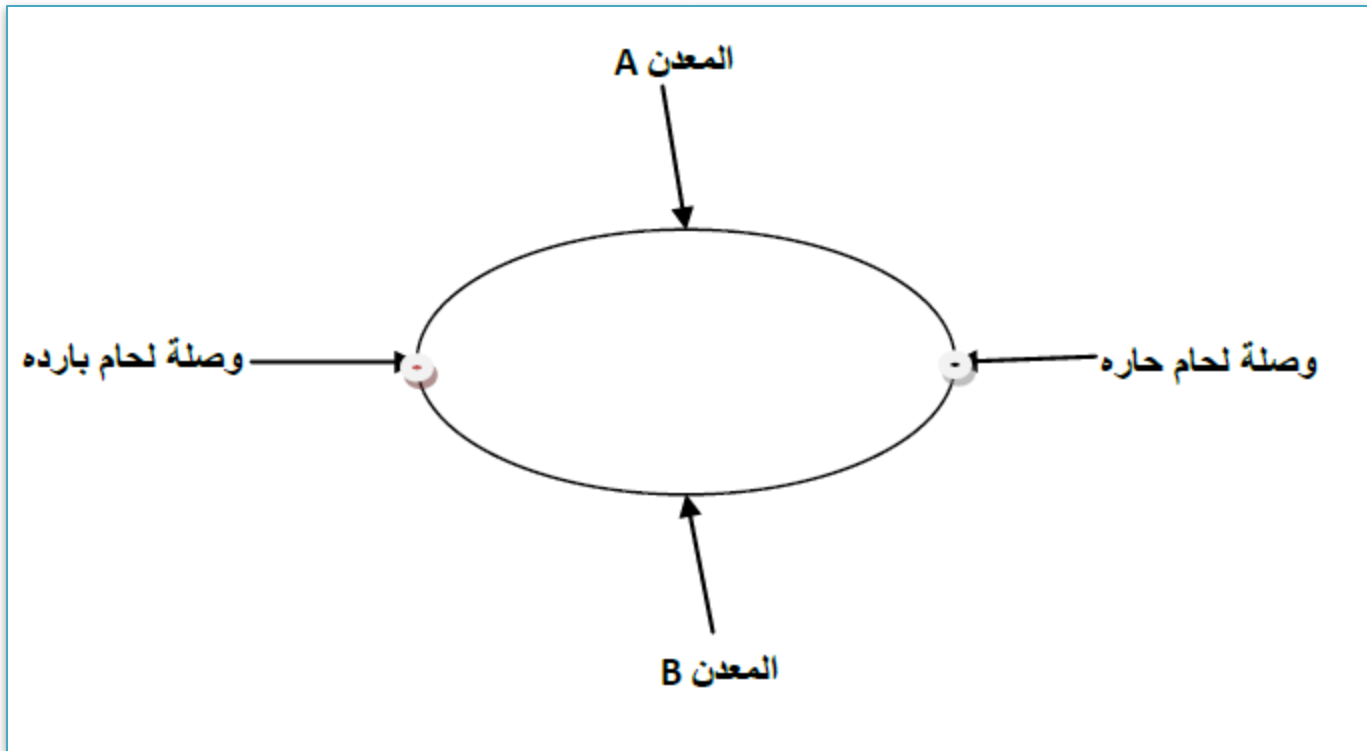 المعدن A
وصلة لحام حاره
وصلة لحام بارده
المعدن B